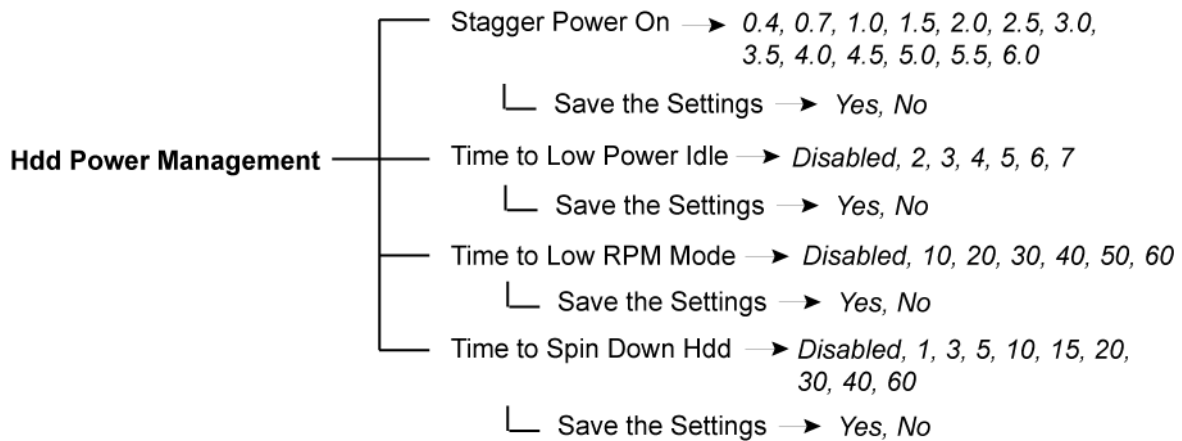 Stagger Power On 0.4, 0.7, 1.0, 1.5, 2.0, 2.5, 3.0,
3.5, 4.0, 4.5, 5.0, 5.5, 6.0
Save the Settings Yes, No
Hdd Power Management
Time to Low Power Idle Disabled, 2, 3, 4, 5, 6, 7
Save the Settings Yes, No
Time to Low RPM Mode Disabled, 10, 20, 30, 40, 50, 60
Save the Settings Yes, No
Time to Spin Down Hdd Disabled, 1, 3, 5, 10, 15, 20,
30, 40, 60
Save the Settings Yes, No